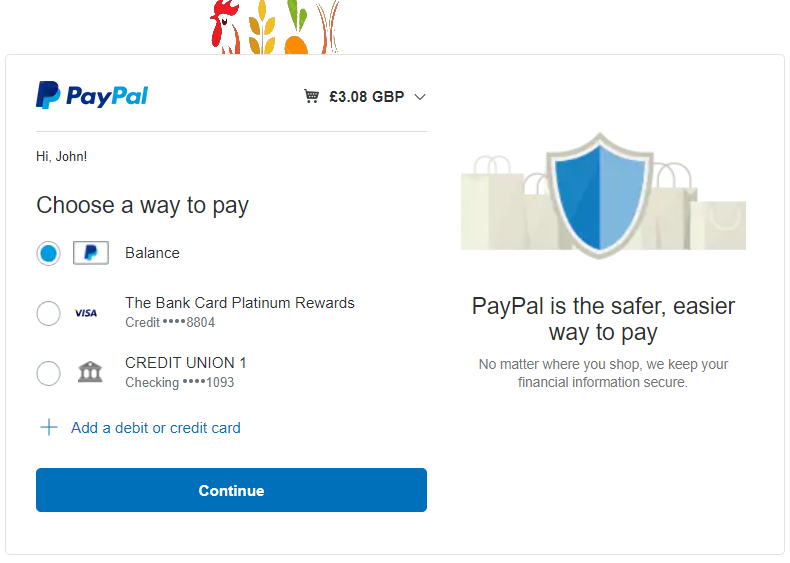 PayPal
£3.08 GBP
Hi, John!
Choose a way to pay
Balance
VISA
The Bank Card Platinum Rewards
Credit ••••8804
CREDIT UNION 1
Checking ••••1093
Add a debit or credit card
Continue
PayPal is the safer, easier
way to pay
No matter where you shop, we keep your
financial information secure.